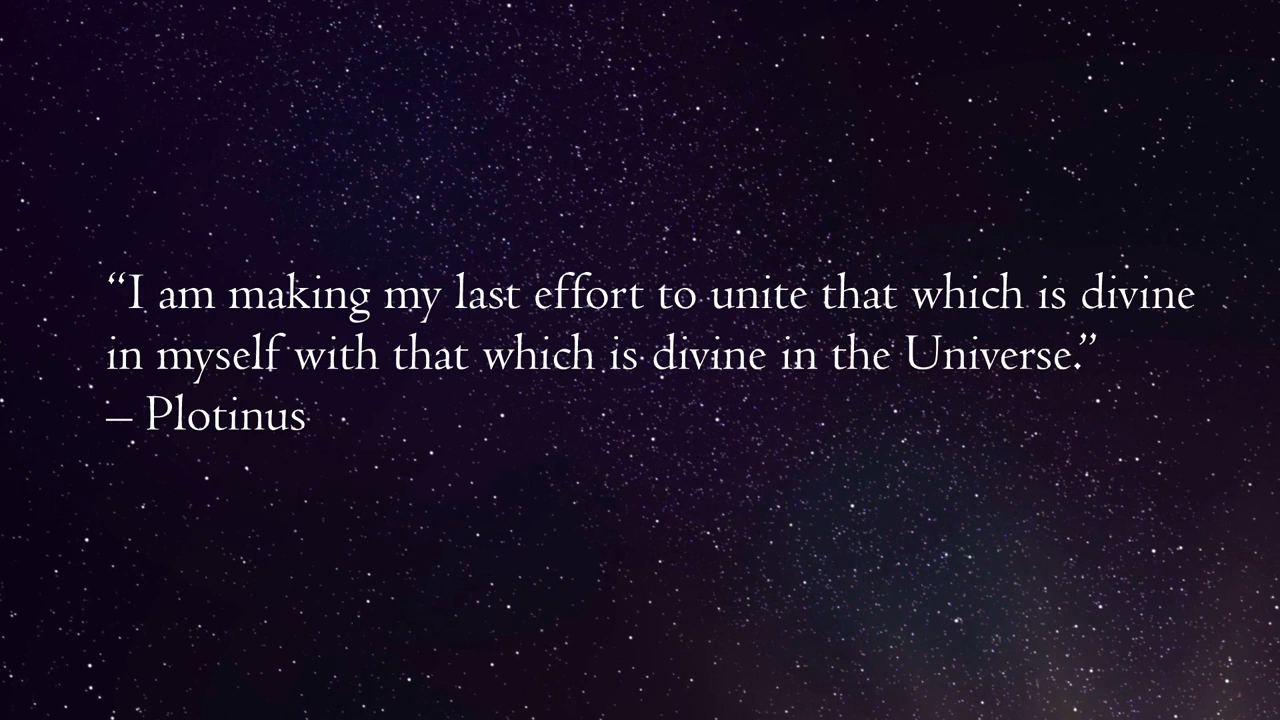 “I am making my last effort to unite that which is divine
in myself with that which is divine in the Universe.”
– Plotinus